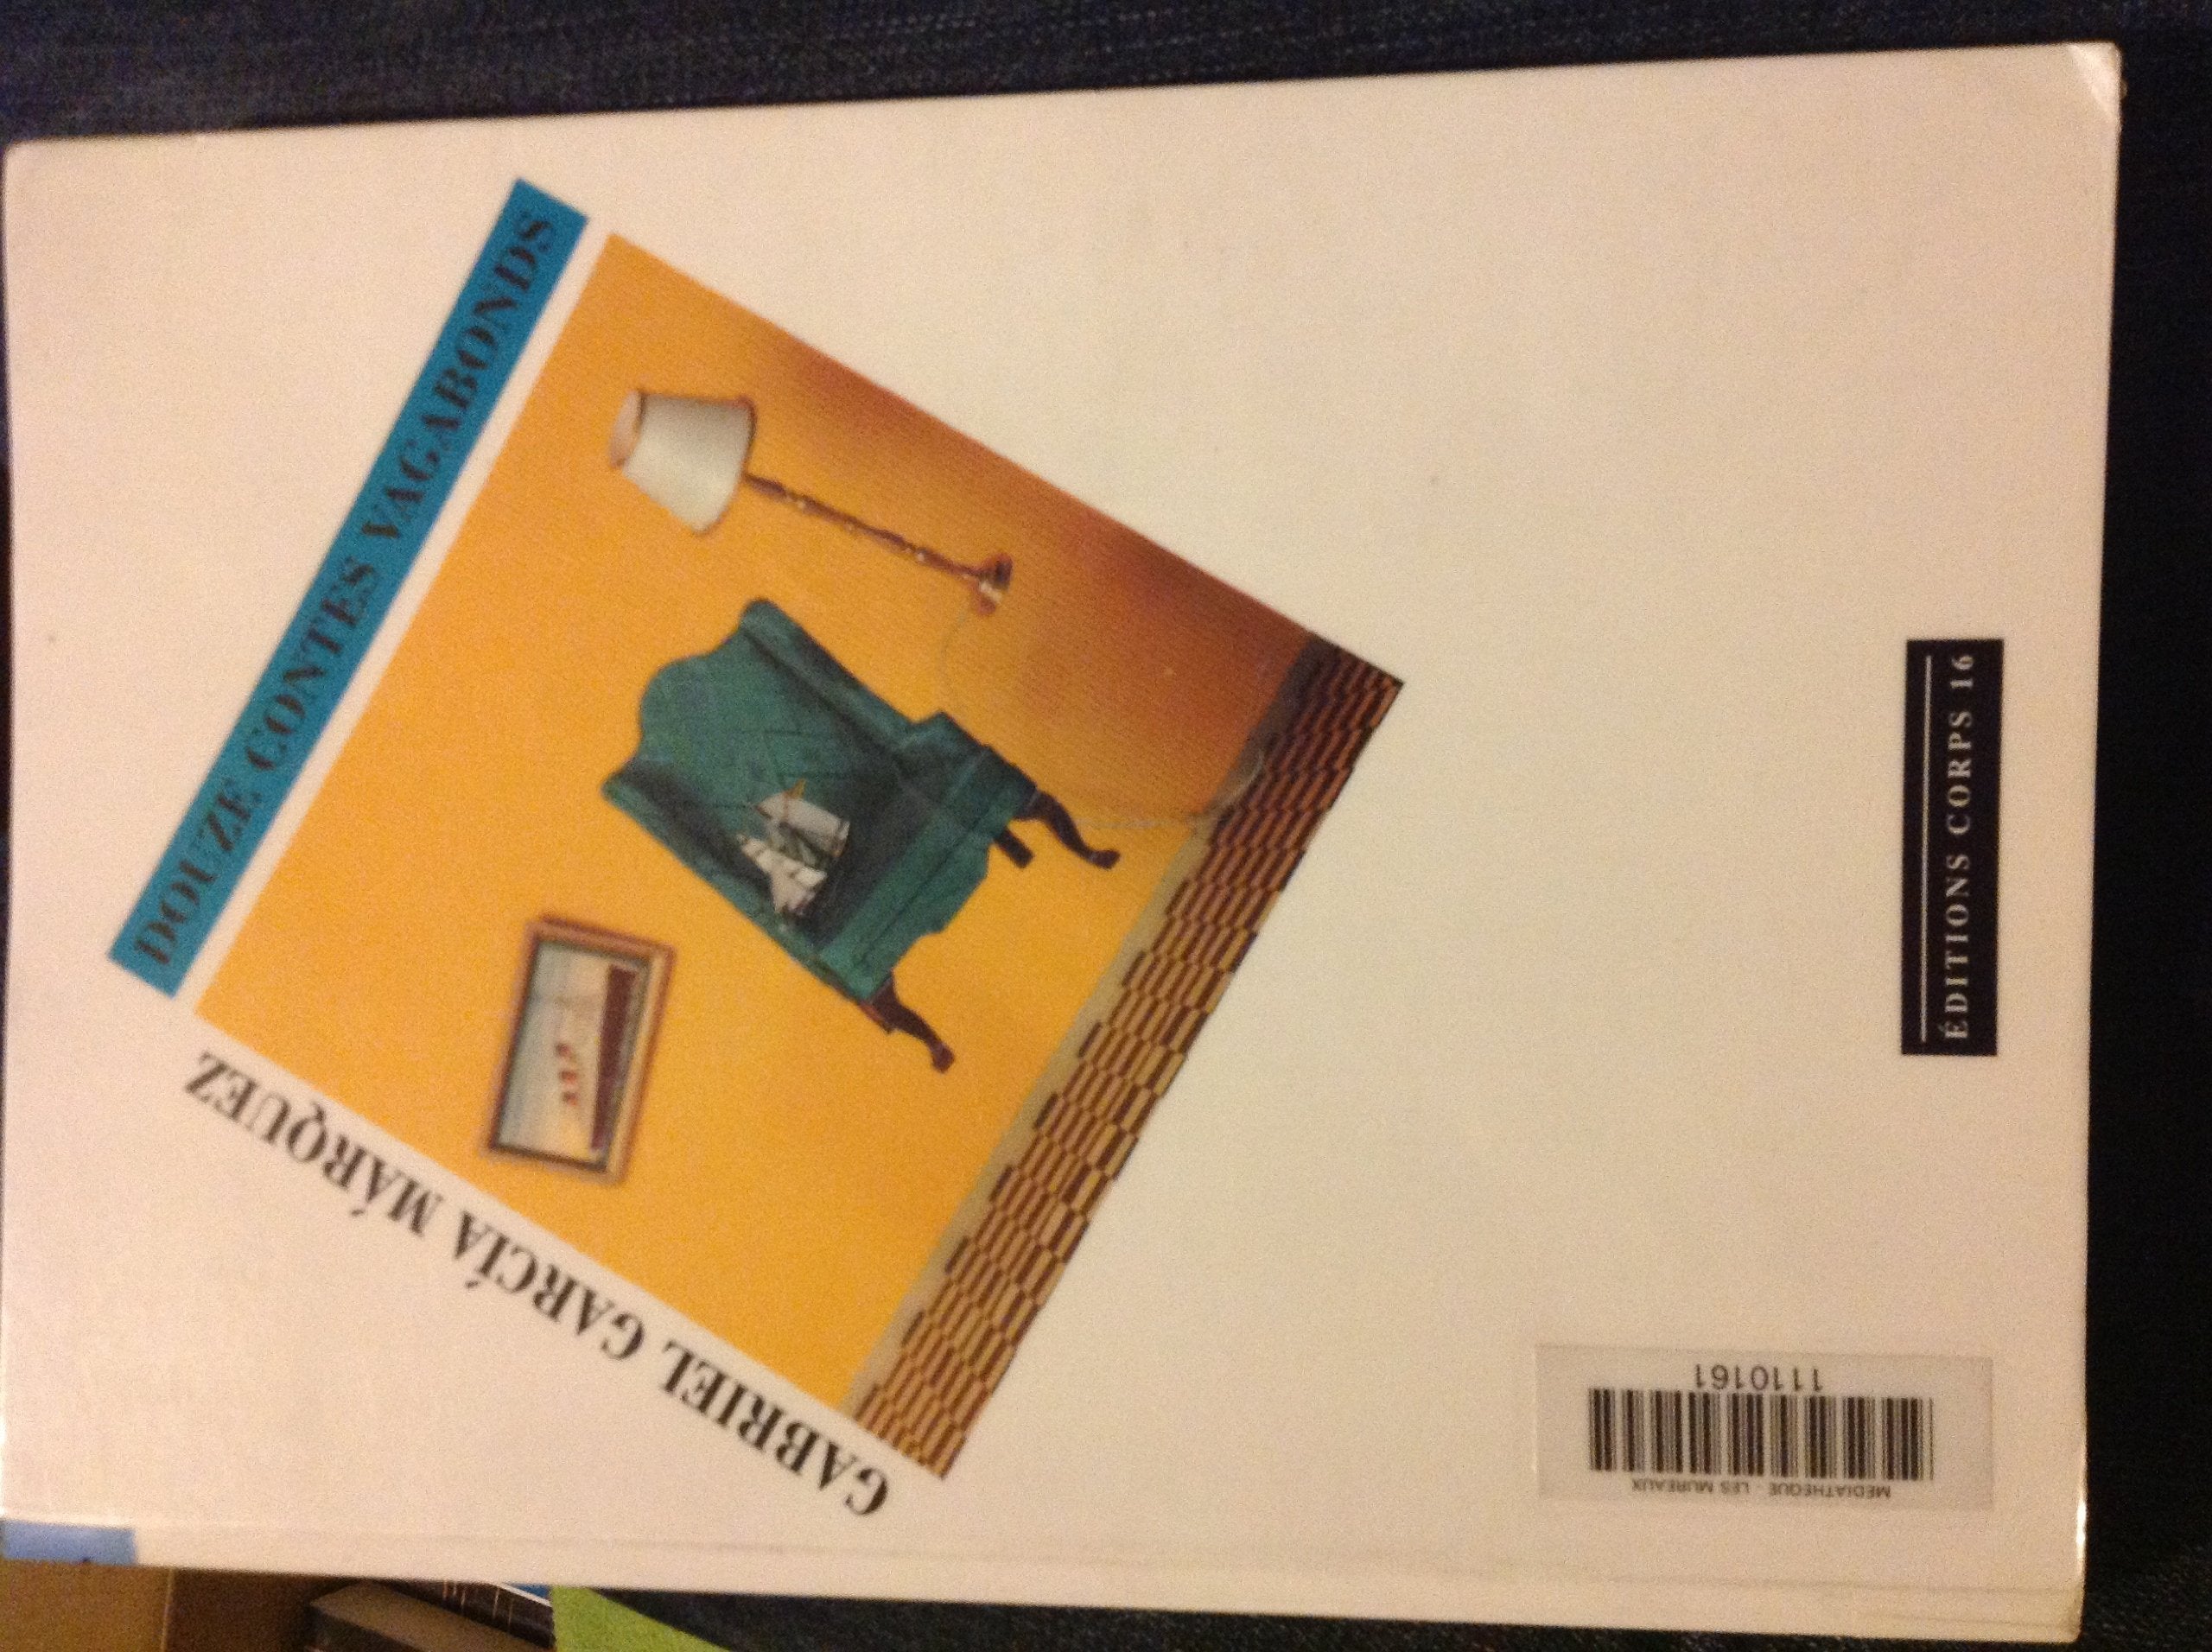 GABRIEL GARCÍA MÁRQUEZ
DOUZE CONTES VAGABONDS
ÉDITIONS CORPS 16
MEDIATHEQUE - LES MUREAUX
1110161